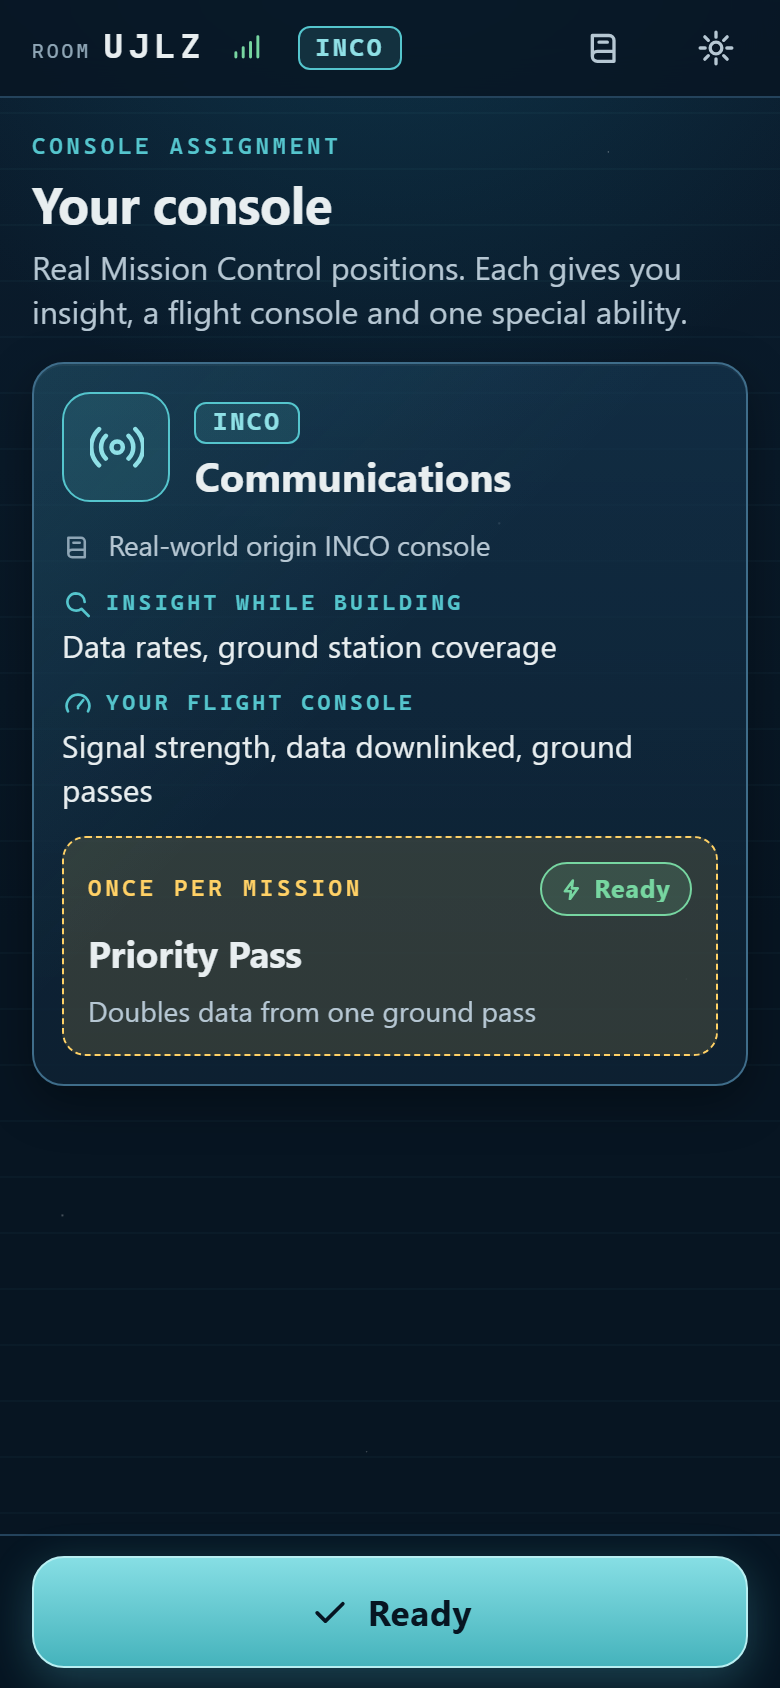 ROOM UJLZ INCO
CONSOLE ASSIGNMENT
Your console
Real Mission Control positions. Each gives you
insight, a flight console and one special ability.
INCO
Communications
Real-world origin INCO console
INSIGHT WHILE BUILDING
Data rates, ground station coverage
YOUR FLIGHT CONSOLE
Signal strength, data downlinked, ground
passes
ONCE PER MISSION Ready
Priority Pass
Doubles data from one ground pass
Ready